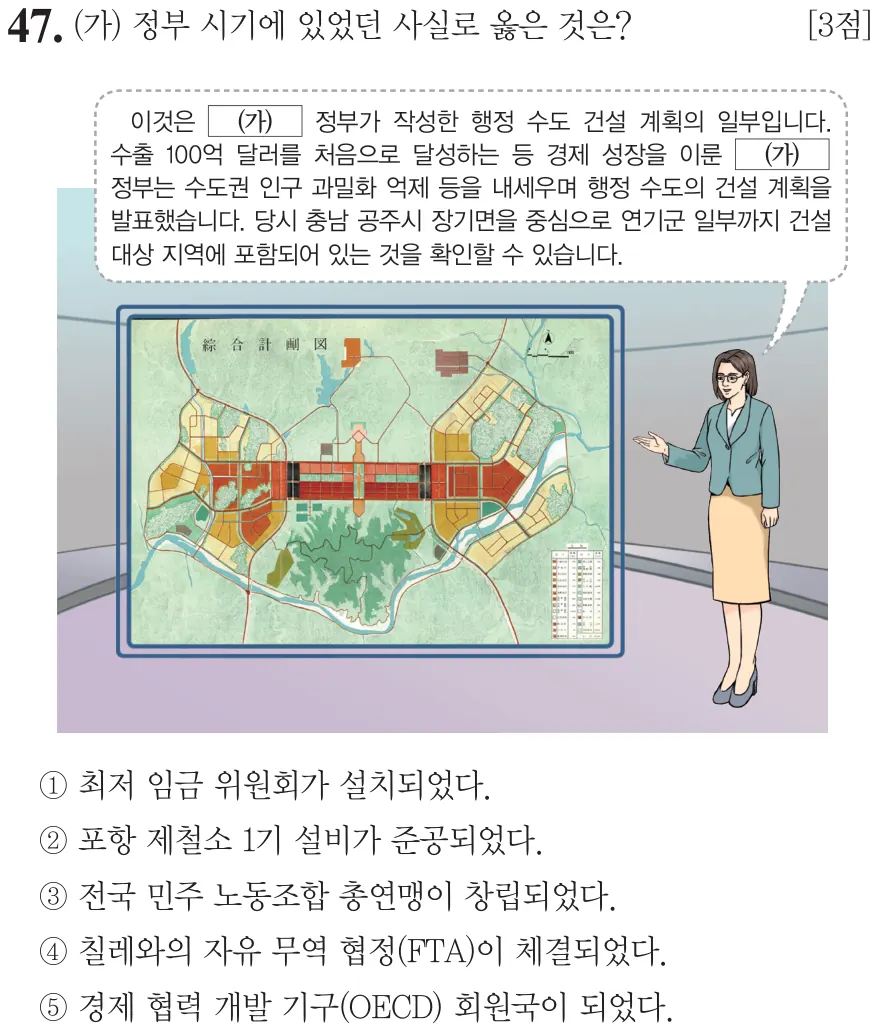 47. (가) 정부 시기에 있었던 사실로 옳은 것은? [3점]
이것은 (가) 정부가 작성한 행정 수도 건설 계획의 일부입니다.
수출 100억 달러를 처음으로 달성하는 등 경제 성장을 이룬 (가)
정부는 수도권 인구 과밀화 억제 등을 내세우며 행정 수도의 건설 계획을
발표했습니다. 당시 충남 공주시 장기면을 중심으로 연기군 일부까지 건설
대상 지역에 포함되어 있는 것을 확인할 수 있습니다.
① 최저 임금 위원회가 설치되었다.
② 포항 제철소 1기 설비가 준공되었다.
③ 전국 민주 노동조합 총연맹이 창립되었다.
④ 칠레와의 자유 무역 협정(FTA)이 체결되었다.
⑤ 경제 협력 개발 기구(OECD) 회원국이 되었다.